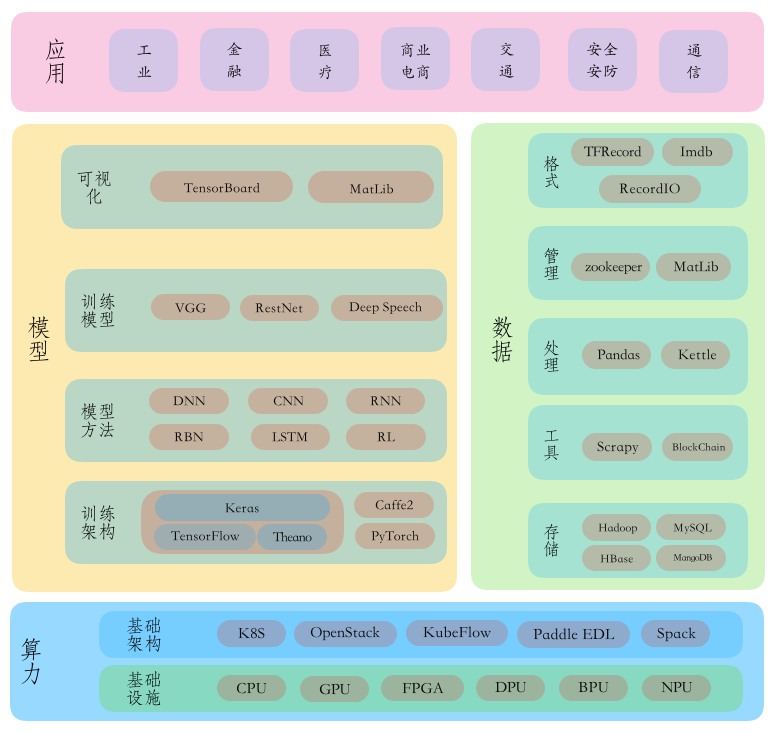 应用
工业
金融
医疗
商业电商
交通
安全安防
通信
模型
可视化
TensorBoard
MatLib
训练模型
VGG
RestNet
Deep Speech
模型方法
DNN
CNN
RNN
RBN
LSTM
RL
训练架构
Keras
TensorFlow
Theano
Caffe2
PyTorch
数据
格式
TFRecord
Imdb
RecordIO
管理
zookeeper
MatLib
处理
Pandas
Kettle
工具
Scrapy
BlockChain
存储
Hadoop
MySQL
HBase
MangoDB
算力
基础架构
K8S
OpenStack
KubeFlow
Paddle EDL
Spack
基础设施
CPU
GPU
FPGA
DPU
BPU
NPU